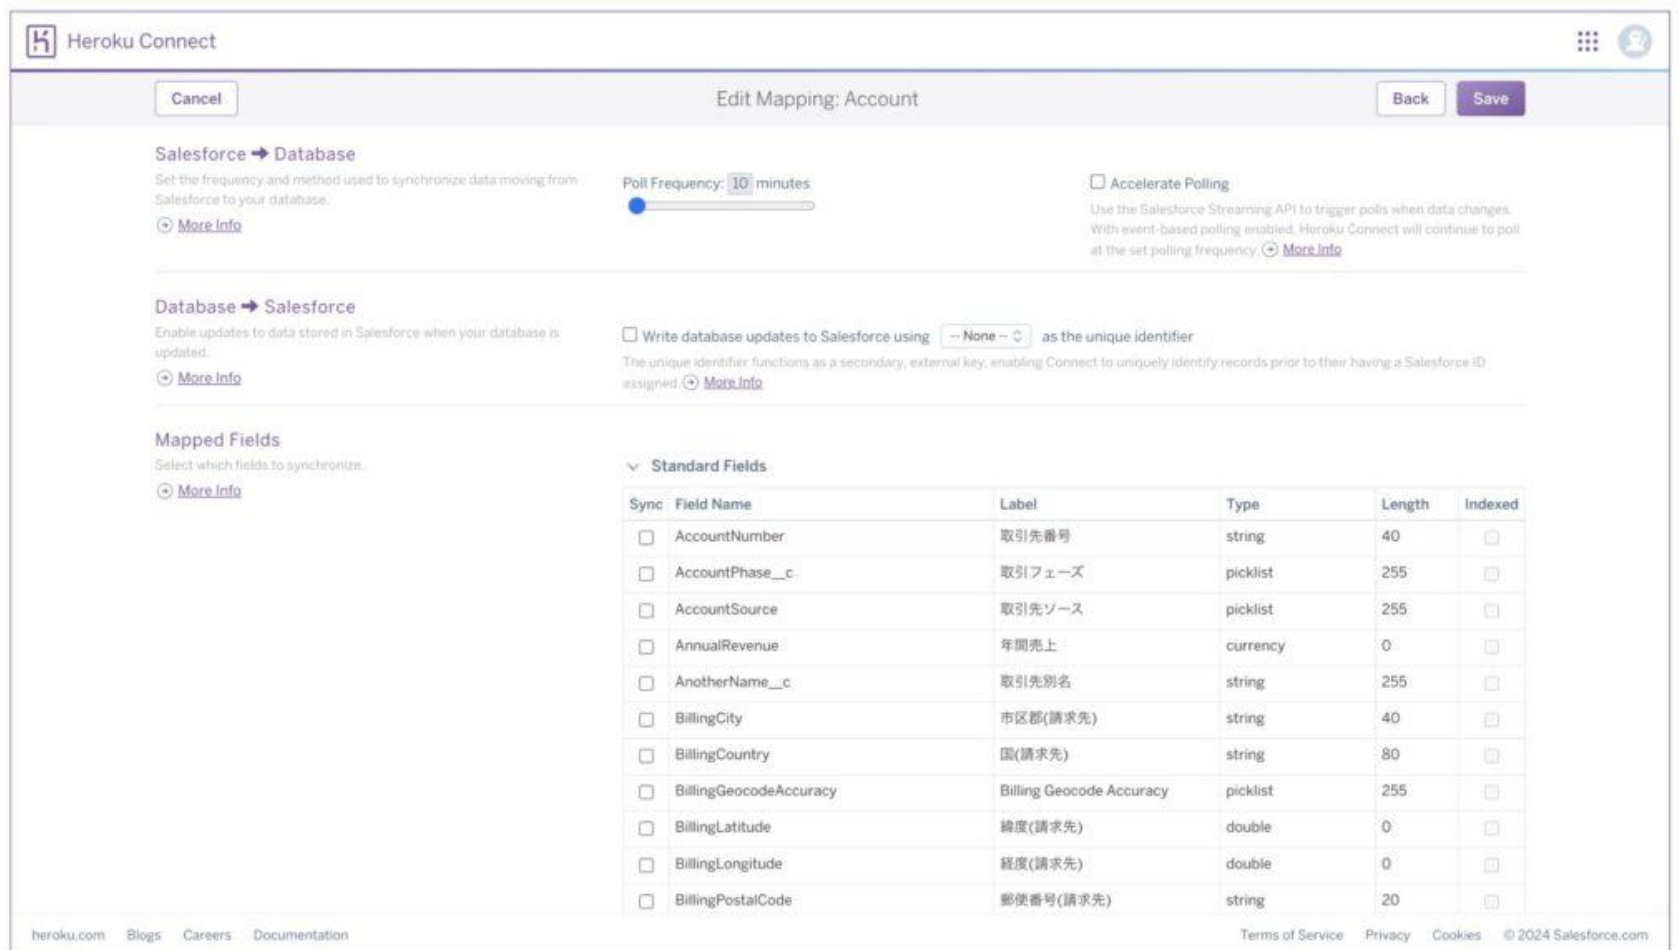 Heroku Connect
Cancel
Edit Mapping: Account
Back
Save
Salesforce ➔ Database
Set the frequency and method used to synchronize data moving from
Salesforce to your database.
More Info
Poll Frequency: 10 minutes
Accelerate Polling
Use the Salesforce Streaming API to trigger polls when data changes.
With event-based polling enabled, Heroku Connect will continue to poll
at the set polling frequency. More Info
Database ➔ Salesforce
Enable updates to data stored in Salesforce when your database is
updated.
More Info
Write database updates to Salesforce using -- None -- as the unique identifier
The unique identifier functions as a secondary, external key, enabling Connect to uniquely identify records prior to their having a Salesforce ID
assigned. More Info
Mapped Fields
Select which fields to synchronize.
More Info
Standard Fields
Sync Field Name Label Type Length Indexed
AccountNumber 取引先番号 string 40
AccountPhase__c 取引フェーズ picklist 255
AccountSource 取引先ソース picklist 255
AnnualRevenue 年間売上 currency 0
AnotherName__c 取引先別名 string 255
BillingCity 市区郡(請求先) string 40
BillingCountry 国(請求先) string 80
BillingGeocodeAccuracy Billing Geocode Accuracy picklist 255
BillingLatitude 緯度(請求先) double 0
BillingLongitude 経度(請求先) double 0
BillingPostalCode 郵便番号(請求先) string 20
heroku.com Blogs Careers Documentation Terms of Service Privacy Cookies © 2024 Salesforce.com